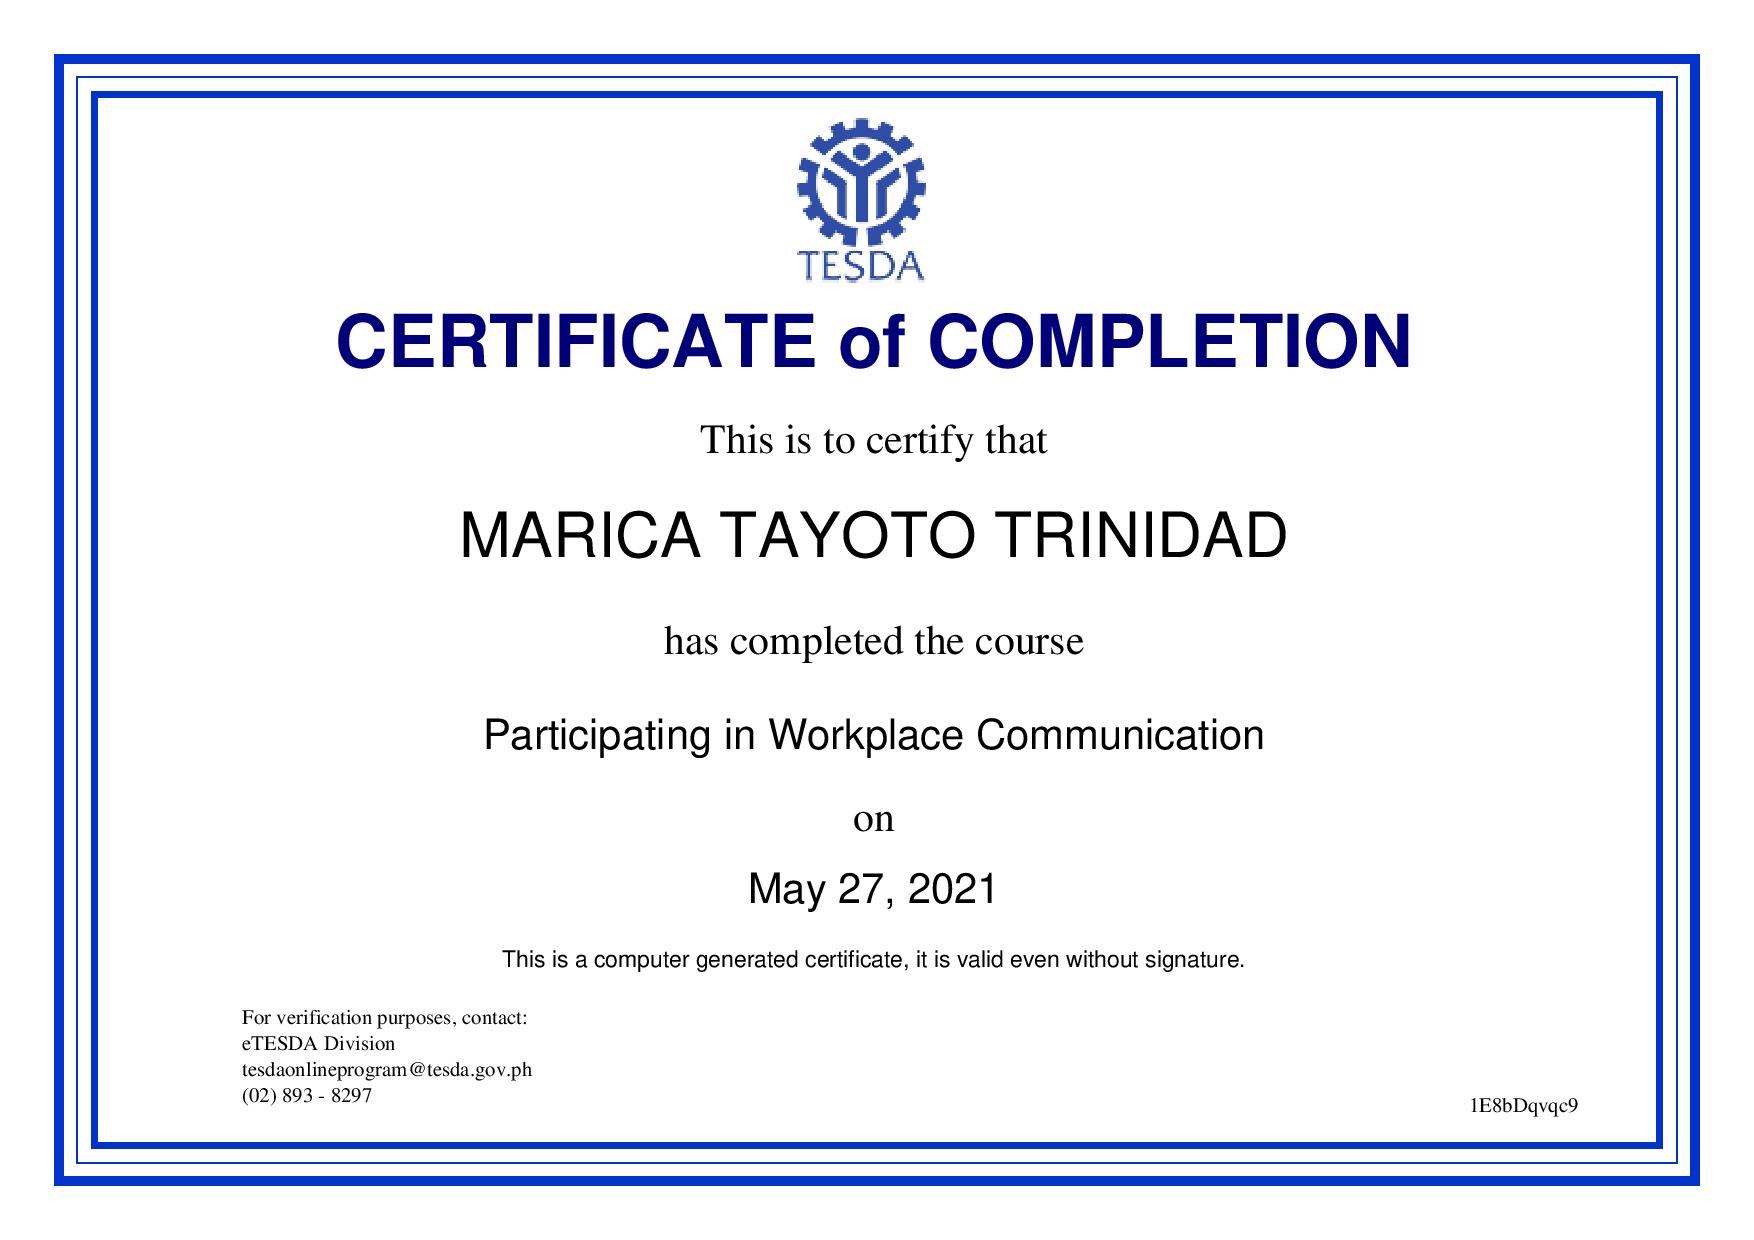 TESDA
CERTIFICATE of COMPLETION
This is to certify that
MARICA TAYOTO TRINIDAD
has completed the course
Participating in Workplace Communication
on
May 27, 2021
This is a computer generated certificate, it is valid even without signature.
For verification purposes, contact:
eTESDA Division
tesdaonlineprogram@tesda.gov.ph
(02) 893 - 8297
1E8bDqvqc9